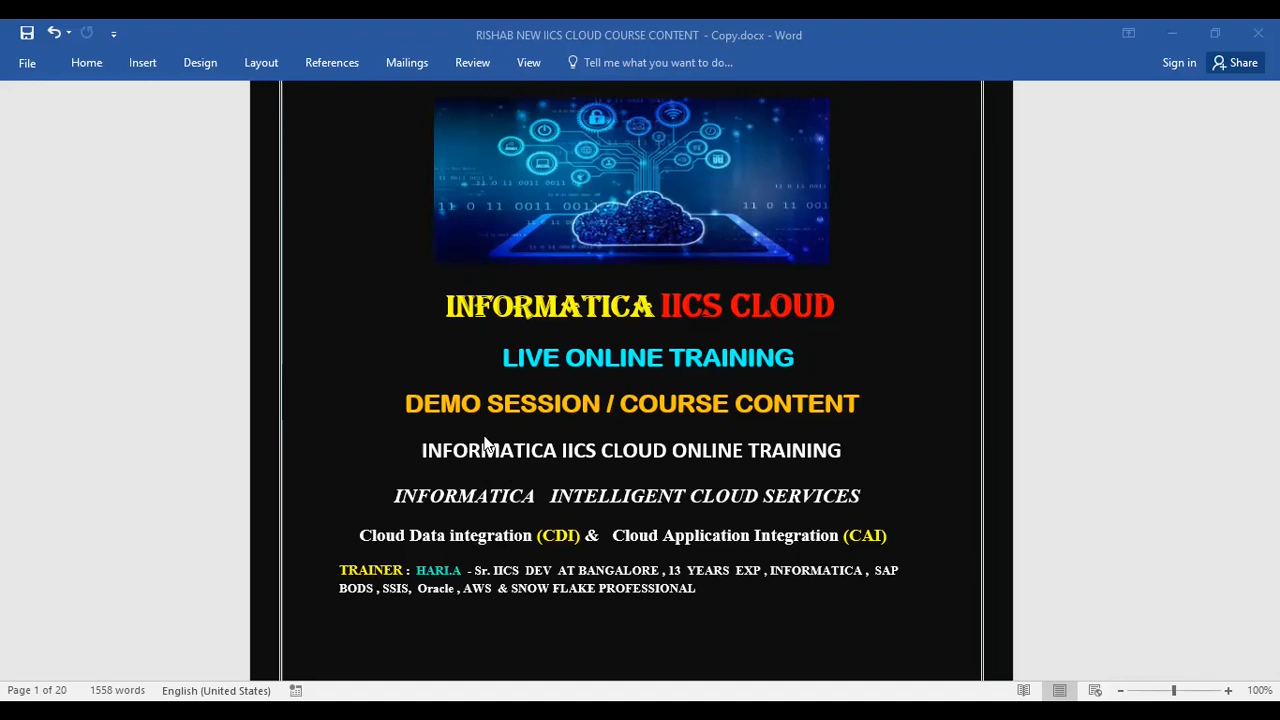 RISHAB NEW IICS CLOUD COURSE CONTENT - Copy.docx - Word
File Home Insert Design Layout References Mailings Review View Tell me what you want to do... Sign in Share
INFORMATICA IICS CLOUD
LIVE ONLINE TRAINING
DEMO SESSION / COURSE CONTENT
INFORMATICA IICS CLOUD ONLINE TRAINING
INFORMATICA INTELLIGENT CLOUD SERVICES
Cloud Data integration (CDI) & Cloud Application Integration (CAI)
TRAINER : HARI.A - Sr. IICS DEV AT BANGALORE , 13 YEARS EXP , INFORMATICA , SAP
BODS , SSIS, Oracle , AWS & SNOW FLAKE PROFESSIONAL
Page 1 of 20 1558 words English (United States) 100%